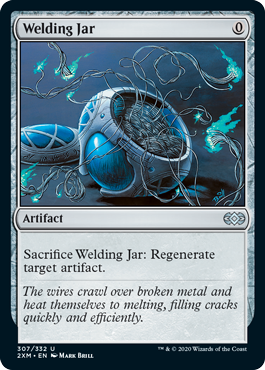 Welding Jar 0
Artifact
Sacrifice Welding Jar: Regenerate
target artifact.
The wires crawl over broken metal and
heat themselves to melting, filling cracks
quickly and efficiently.
307/332 U
2XM • EN Mark Brill
™ & © 2020 Wizards of the Coast